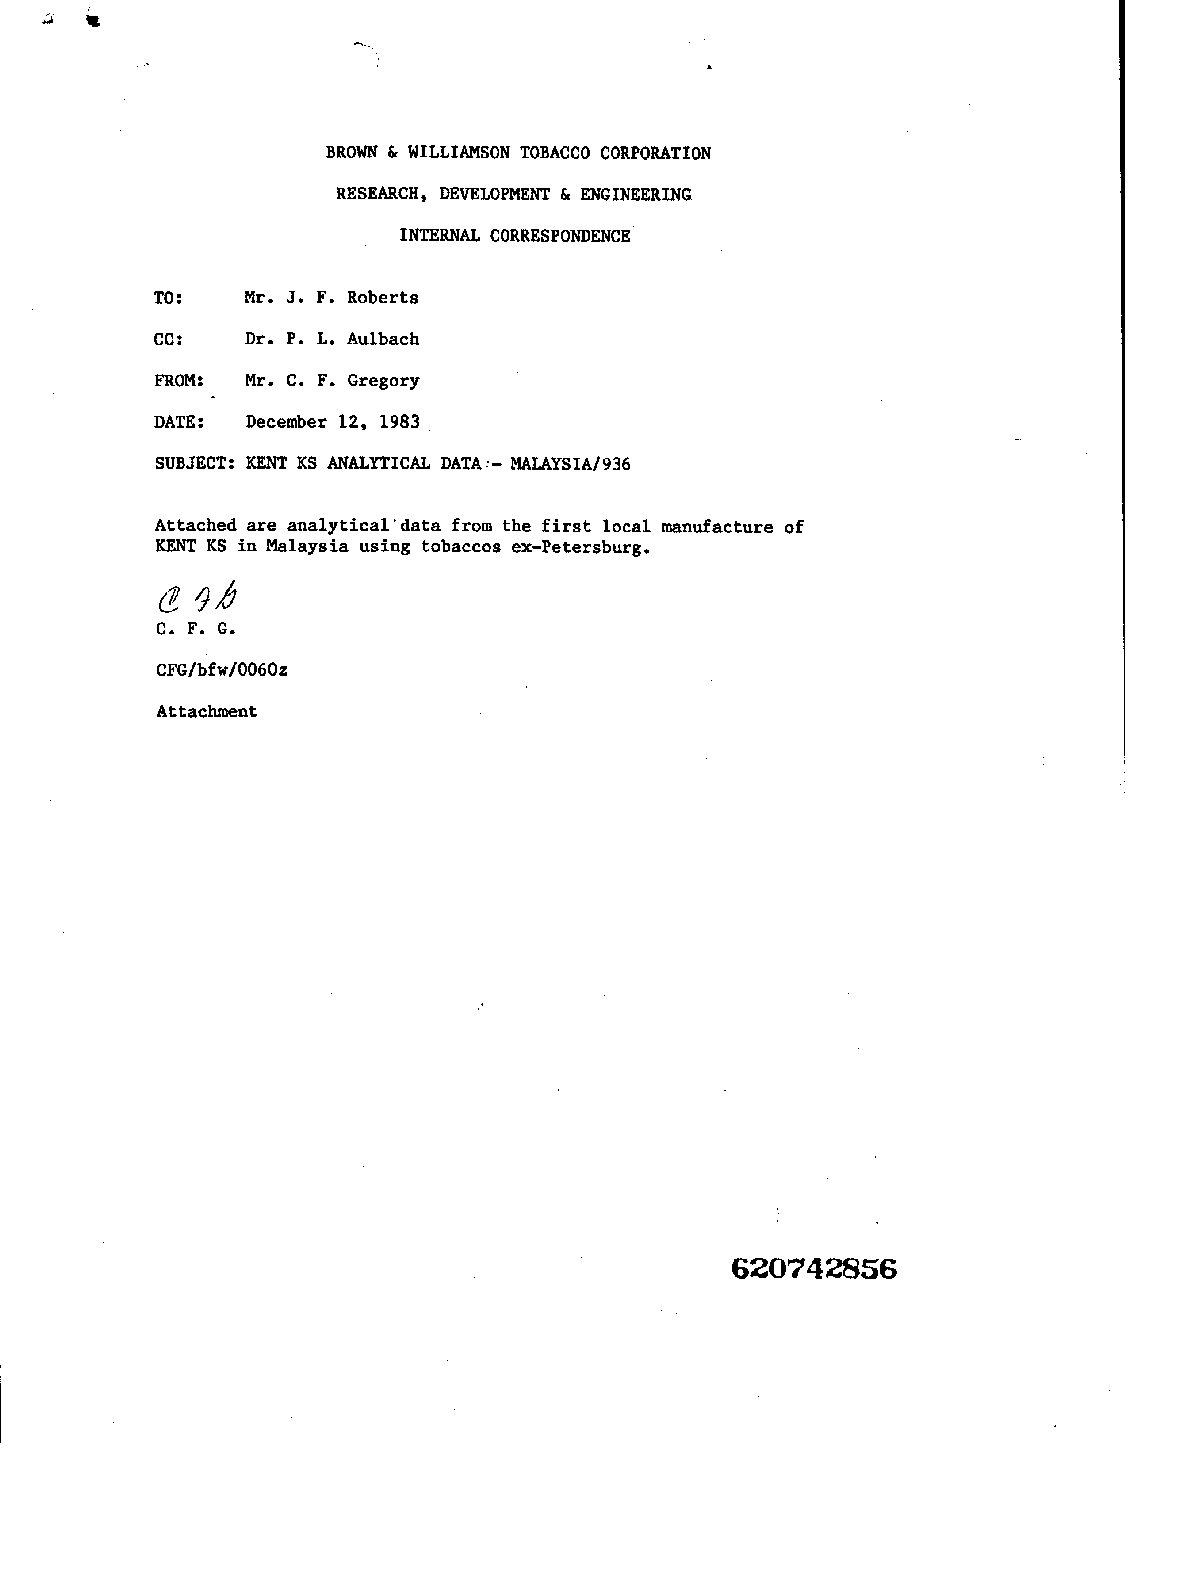 BROWN & WILLIAMSON TOBACCO CORPORATION
RESEARCH, DEVELOPMENT & ENGINEERING
INTERNAL CORRESPONDENCE
TO: Mr. J. F. Roberts
CC: Dr. P. L. Aulbach
FROM: Mr. C. F. Gregory
DATE: December 12, 1983
SUBJECT: KENT KS ANALYTICAL DATA - MALAYSIA/936
Attached are analytical data from the first local manufacture of
KENT KS in Malaysia using tobaccos ex-Petersburg.
C. F. G.
CFG/bfw/0060z
Attachment
620742856